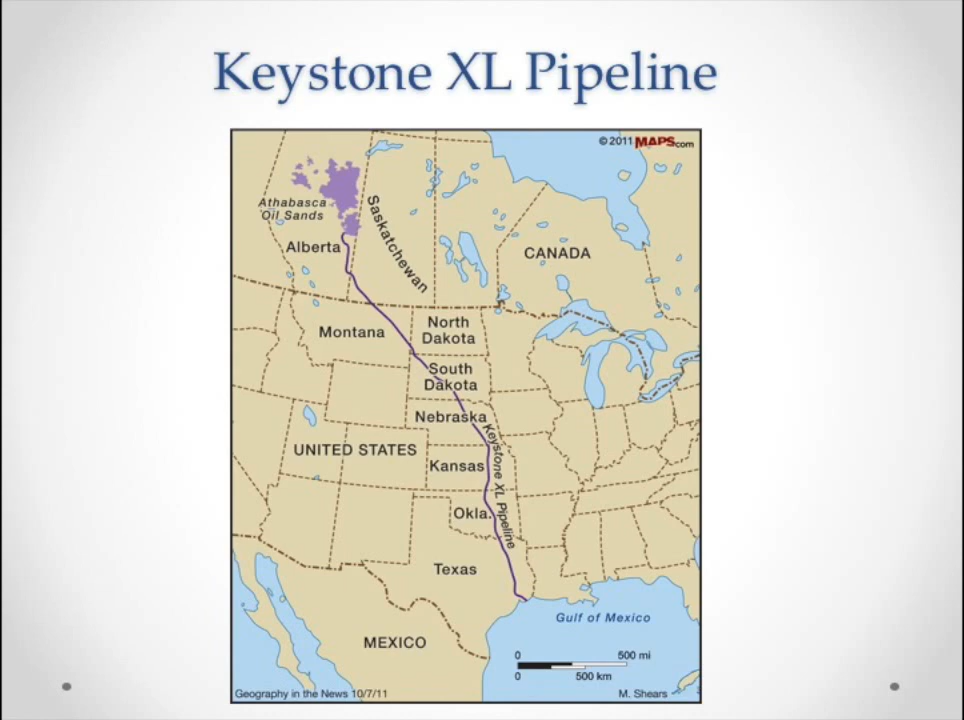 Keystone XL Pipeline
© 2011 MAPS.com
Athabasca
Oil Sands
Alberta
Saskatchewan
CANADA
Montana
North
Dakota
South
Dakota
Nebraska
UNITED STATES
Kansas
Keystone XL Pipeline
Okla.
Texas
Gulf of Mexico
MEXICO
0 500 mi
0 500 km
Geography in the News 10/7/11
M. Shears